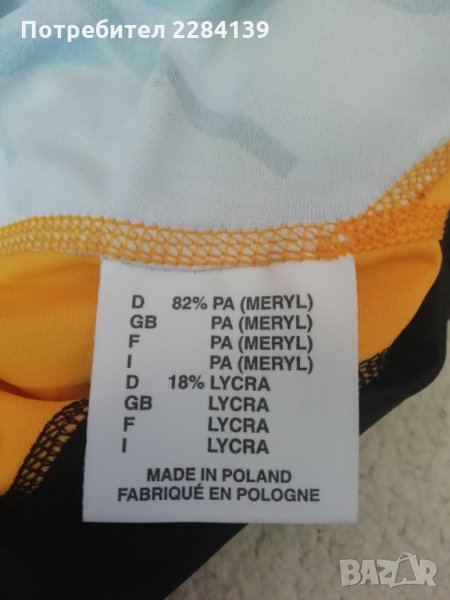 Потребител 2284139
D 82% PA (MERYL)
GB PA (MERYL)
F PA (MERYL)
I PA (MERYL)
D 18% LYCRA
GB LYCRA
F LYCRA
I LYCRA
MADE IN POLAND
FABRIQUÉ EN POLOGNE
BAZAR